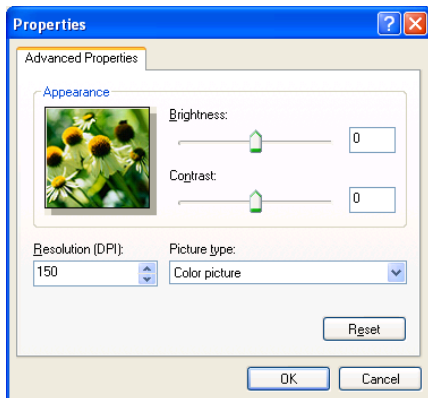 Properties
Advanced Properties
Appearance
Brightness:
0
Contrast:
0
Resolution (DPI):
150
Picture type:
Color picture
Reset
OK
Cancel